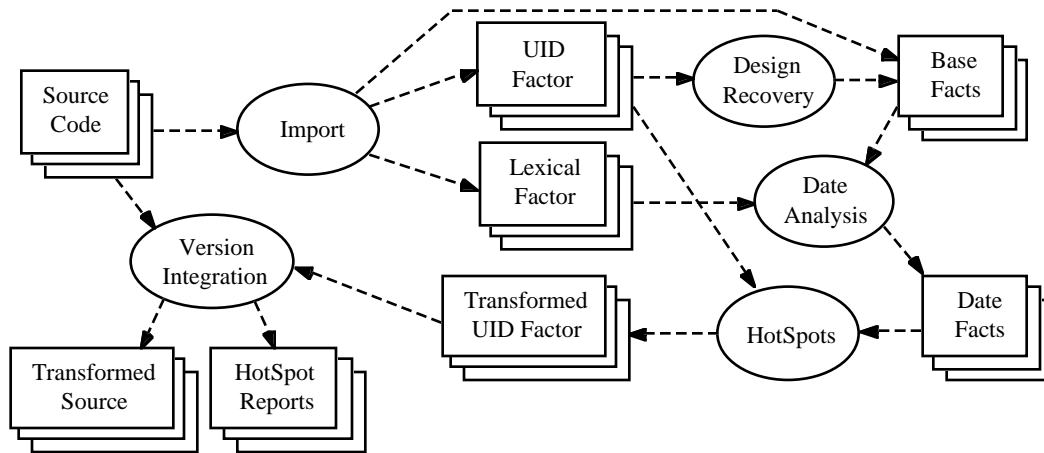 Source
Code
Import
UID
Factor
Design
Recovery
Base
Facts
Lexical
Factor
Date
Analysis
Version
Integration
Transformed
UID Factor
HotSpots
Date
Facts
Transformed
Source
HotSpot
Reports